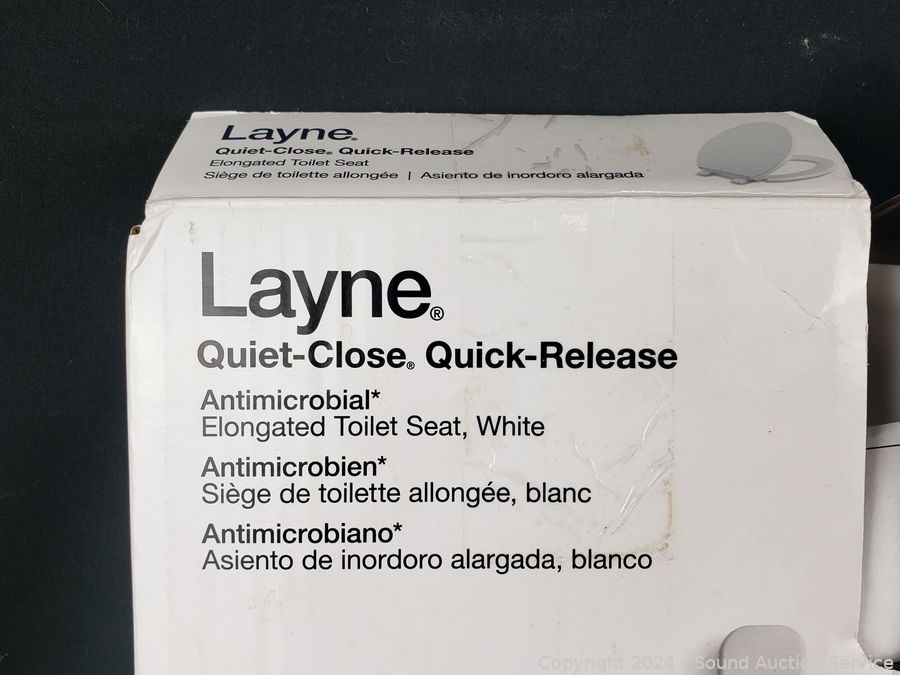 Layne®
Quiet-Close® Quick-Release
Elongated Toilet Seat
Siège de toilette allongée | Asiento de inordoro alargada
Layne®
Quiet-Close® Quick-Release
Antimicrobial*
Elongated Toilet Seat, White
Antimicrobien*
Siège de toilette allongée, blanc
Antimicrobiano*
Asiento de inordoro alargada, blanco
Copyright 2024 - Sound Auction Service